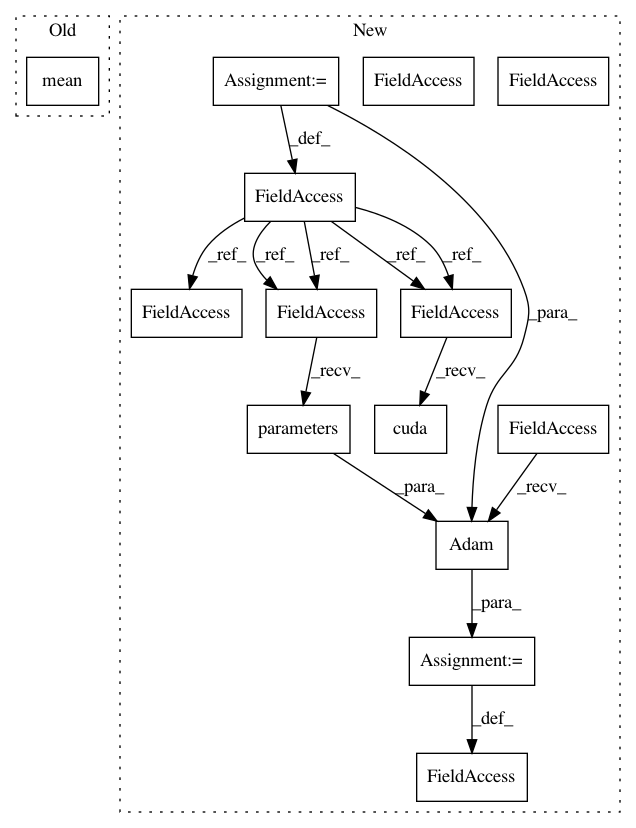 Old
New
mean
Assignment:=
FieldAccess
FieldAccess
_def_
FieldAccess
_ref_
_ref_
_ref_
_ref_
_ref_
FieldAccess
FieldAccess
FieldAccess
_para_
_recv_
_recv_
parameters
cuda
FieldAccess
_para_
_recv_
Adam
_para_
Assignment:=
_def_
FieldAccess